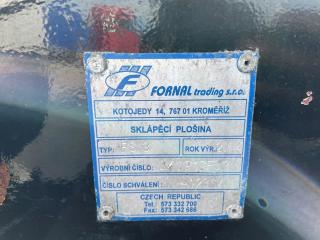 F
FORNAL trading s.r.o.
KOTOJEDY 14, 767 01 KROMĚŘÍŽ
SKLÁPĚCÍ PLOŠINA
TYP:
ROK VÝR.:
VÝROBNÍ ČÍSLO:
ČÍSLO SCHVÁLENÍ:
CZECH REPUBLIC
Tel: 573 332 700
Fax: 573 342 686